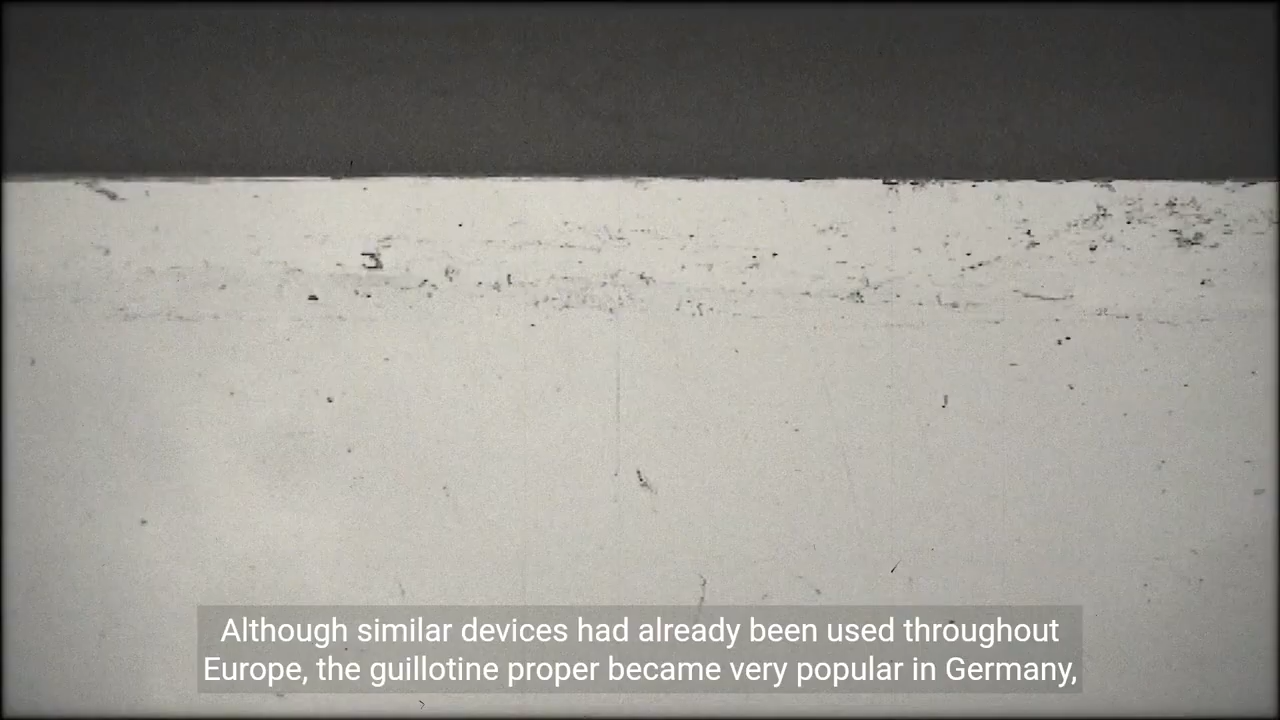 Although similar devices had already been used throughout
Europe, the guillotine proper became very popular in Germany,